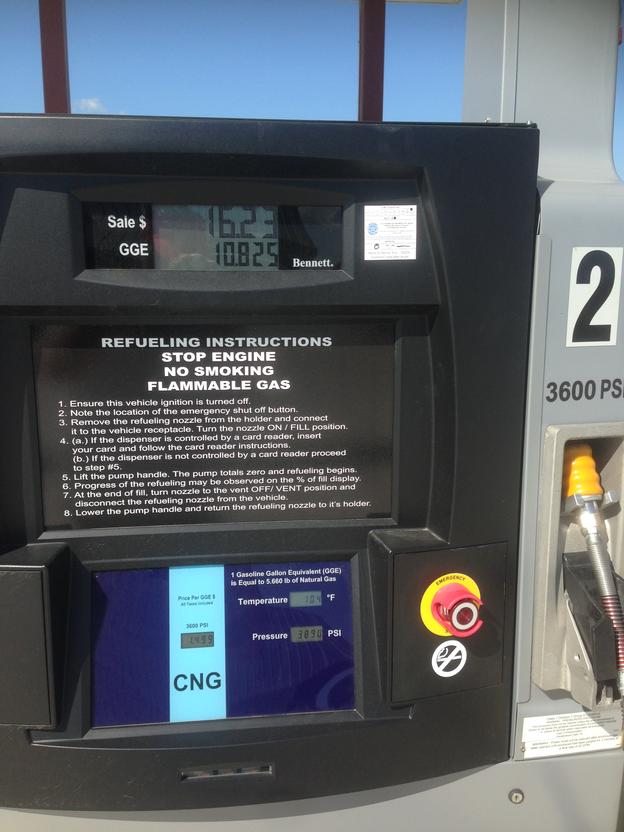 Sale $ 16.23
GGE 10.825
Bennett.
2
3600 PSI
REFUELING INSTRUCTIONS
STOP ENGINE
NO SMOKING
FLAMMABLE GAS
1. Ensure this vehicle ignition is turned off.
2. Note the location of the emergency shut off button.
3. Remove the refueling nozzle from the holder and connect
it to the vehicle receptacle. Turn the nozzle ON / FILL position.
4. (a.) If the dispenser is controlled by a card reader, insert
your card and follow the card reader instructions.
(b.) If the dispenser is not controlled by a card reader proceed
to step #5.
5. Lift the pump handle. The pump totals zero and refueling begins.
6. Progress of the refueling may be observed on the % of fill display.
7. At the end of fill, turn nozzle to the vent OFF/ VENT position and
disconnect the refueling nozzle from the vehicle.
8. Lower the pump handle and return the refueling nozzle to it's holder.
Price Per GGE $
All Taxes Included
3600 PSI
1.499
CNG
1 Gasoline Gallon Equivalent (GGE)
is Equal to 5.660 lb of Natural Gas
Temperature 104 °F
Pressure 3090 PSI
EMERGENCY